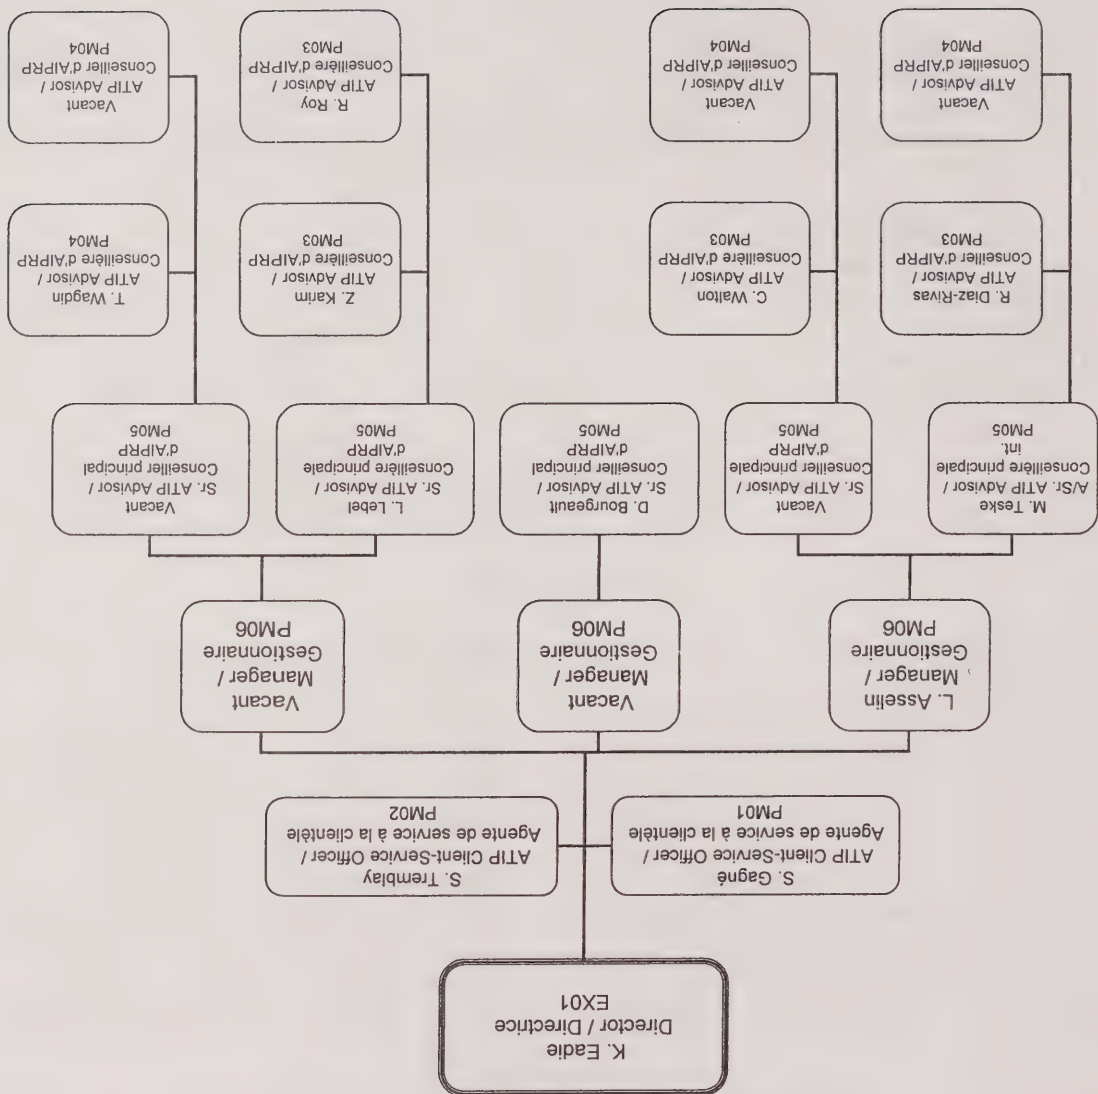 K. Eadie
Director / Directrice
EX01
S. Gagné
ATIP Client-Service Officer /
Agente de service à la clientèle
PM01
S. Tremblay
ATIP Client-Service Officer /
Agente de service à la clientèle
PM02
L. Asselin
Manager /
Gestionnaire
PM06
Vacant
Manager /
Gestionnaire
PM06
Vacant
Manager /
Gestionnaire
PM06
M. Teske
A/Sr. ATIP Advisor /
Conseillère principale
int.
PM05
Vacant
Sr. ATIP Advisor /
Conseiller principale
d'AIPRP
PM05
D. Bourgeault
Sr. ATIP Advisor /
Conseiller principal
d'AIPRP
PM05
L. Lebel
Sr. ATIP Advisor /
Conseillère principale
d'AIPRP
PM05
Vacant
Sr. ATIP Advisor /
Conseiller principal
d'AIPRP
PM05
R. Diaz-Rivas
ATIP Advisor /
Conseiller d'AIPRP
PM03
C. Walton
ATIP Advisor /
Conseillère d'AIPRP
PM03
Z. Karim
ATIP Advisor /
Conseillère d'AIPRP
PM03
T. Wagdin
ATIP Advisor /
Conseillère d'AIPRP
PM04
Vacant
ATIP Advisor /
Conseiller d'AIPRP
PM04
Vacant
ATIP Advisor /
Conseiller d'AIPRP
PM04
R. Roy
ATIP Advisor /
Conseillère d'AIPRP
PM03
Vacant
ATIP Advisor /
Conseiller d'AIPRP
PM04